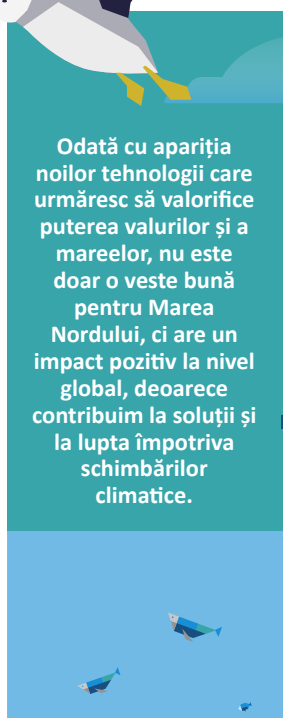 Odată cu apariția
noilor tehnologii care
urmăresc să valorifice
puterea valurilor și a
mareelor, nu este
doar o veste bună
pentru Marea
Nordului, ci are un
impact pozitiv la nivel
global, deoarece
contribuim la soluții și
la lupta împotriva
schimbărilor
climatice.